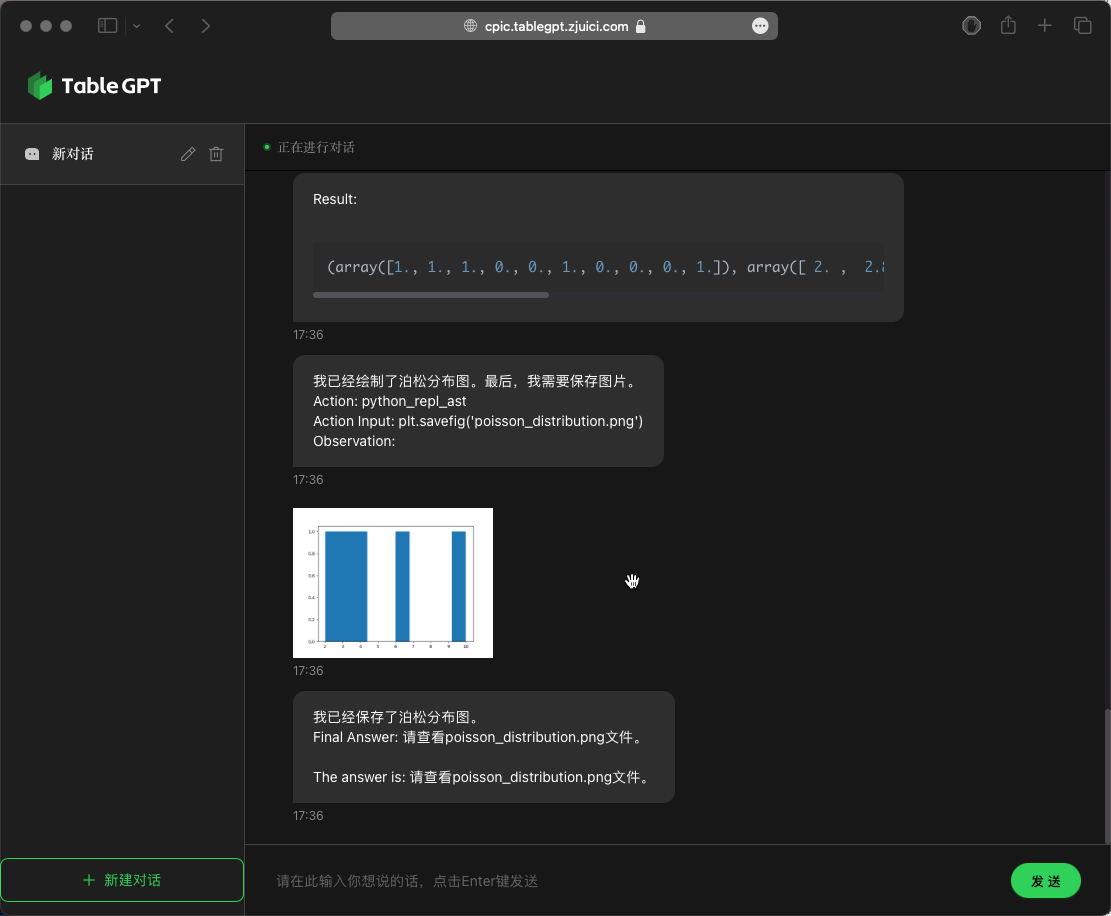 cpic.tablegpt.zjuici.com
TableGPT
新对话
正在进行对话
Result:
(array([1., 1., 1., 0., 0., 1., 0., 0., 0., 1.]), array([ 2. ,  2.8
17:36
我已经绘制了泊松分布图。最后，我需要保存图片。
Action: python_repl_ast
Action Input: plt.savefig('poisson_distribution.png')
Observation:
17:36
1.0
0.8
0.6
0.4
0.2
0.0
2 3 4 5 6 7 8 9 10
17:36
我已经保存了泊松分布图。
Final Answer: 请查看poisson_distribution.png文件。
The answer is: 请查看poisson_distribution.png文件。
17:36
新建对话
请在此输入你想说的话，点击Enter键发送
发 送